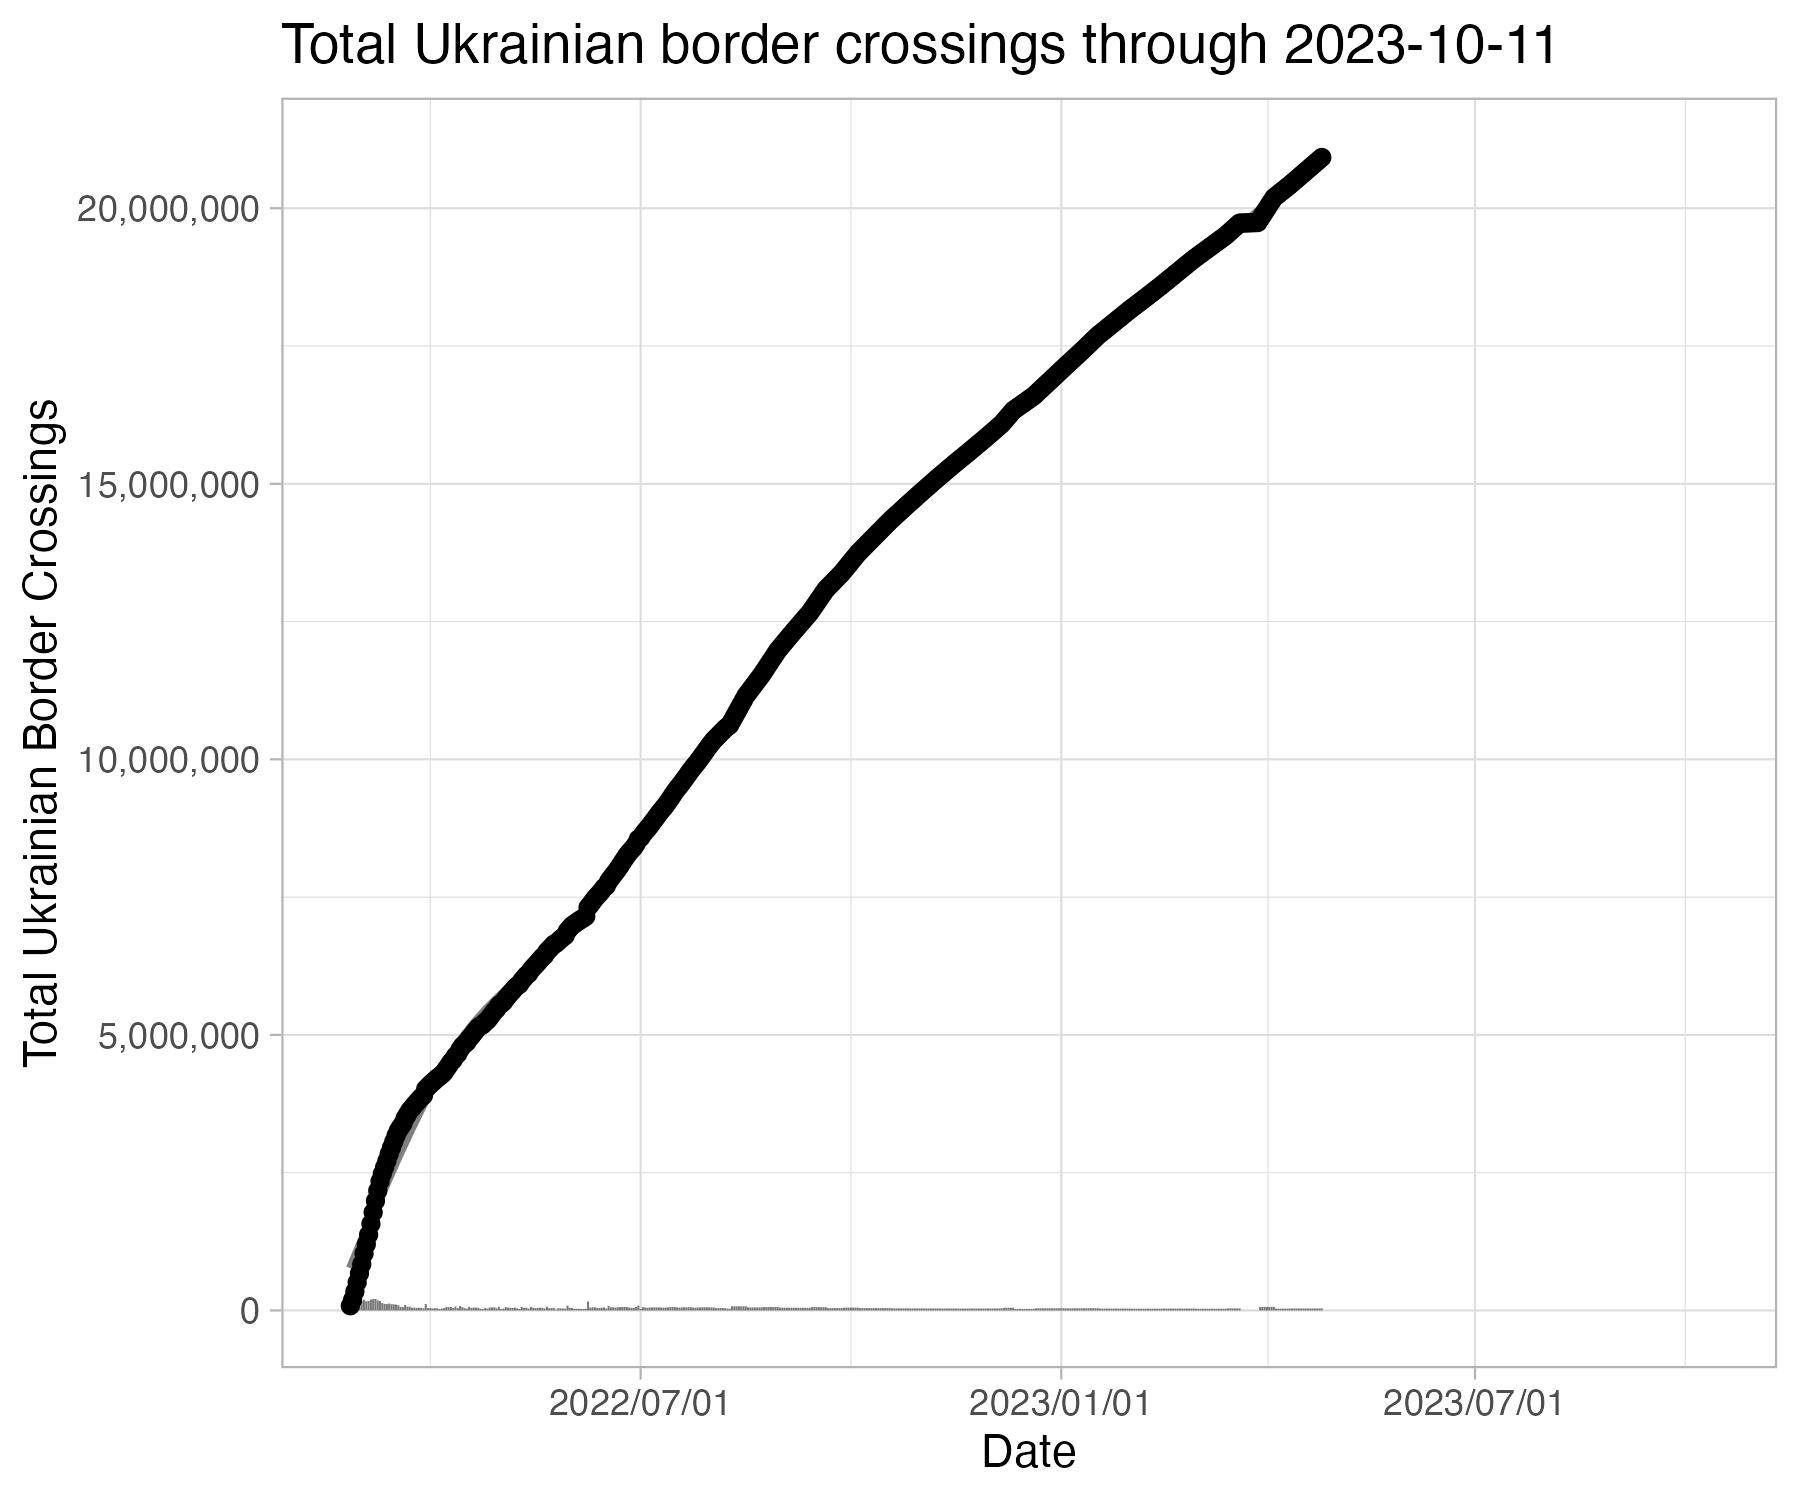 Total Ukrainian border crossings through 2023-10-11
Total Ukrainian Border Crossings
20,000,000
15,000,000
10,000,000
5,000,000
0
2022/07/01
2023/01/01
2023/07/01
Date